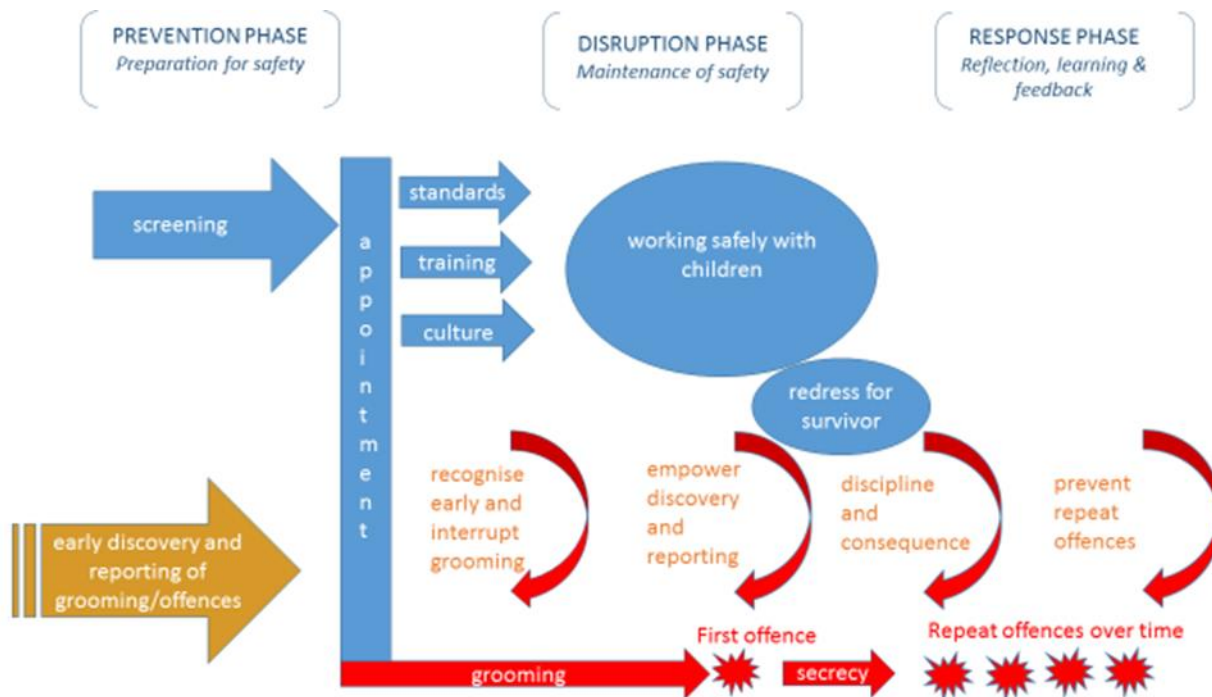 PREVENTION PHASE
Preparation for safety
DISRUPTION PHASE
Maintenance of safety
RESPONSE PHASE
Reflection, learning &
feedback
screening
appointment
standards
training
culture
working safely with
children
redress for
survivor
early discovery and
reporting of
grooming/offences
recognise
early and
interrupt
grooming
empower
discovery
and
reporting
discipline
and
consequence
prevent
repeat
offences
First offence
Repeat offences over time
grooming
secrecy